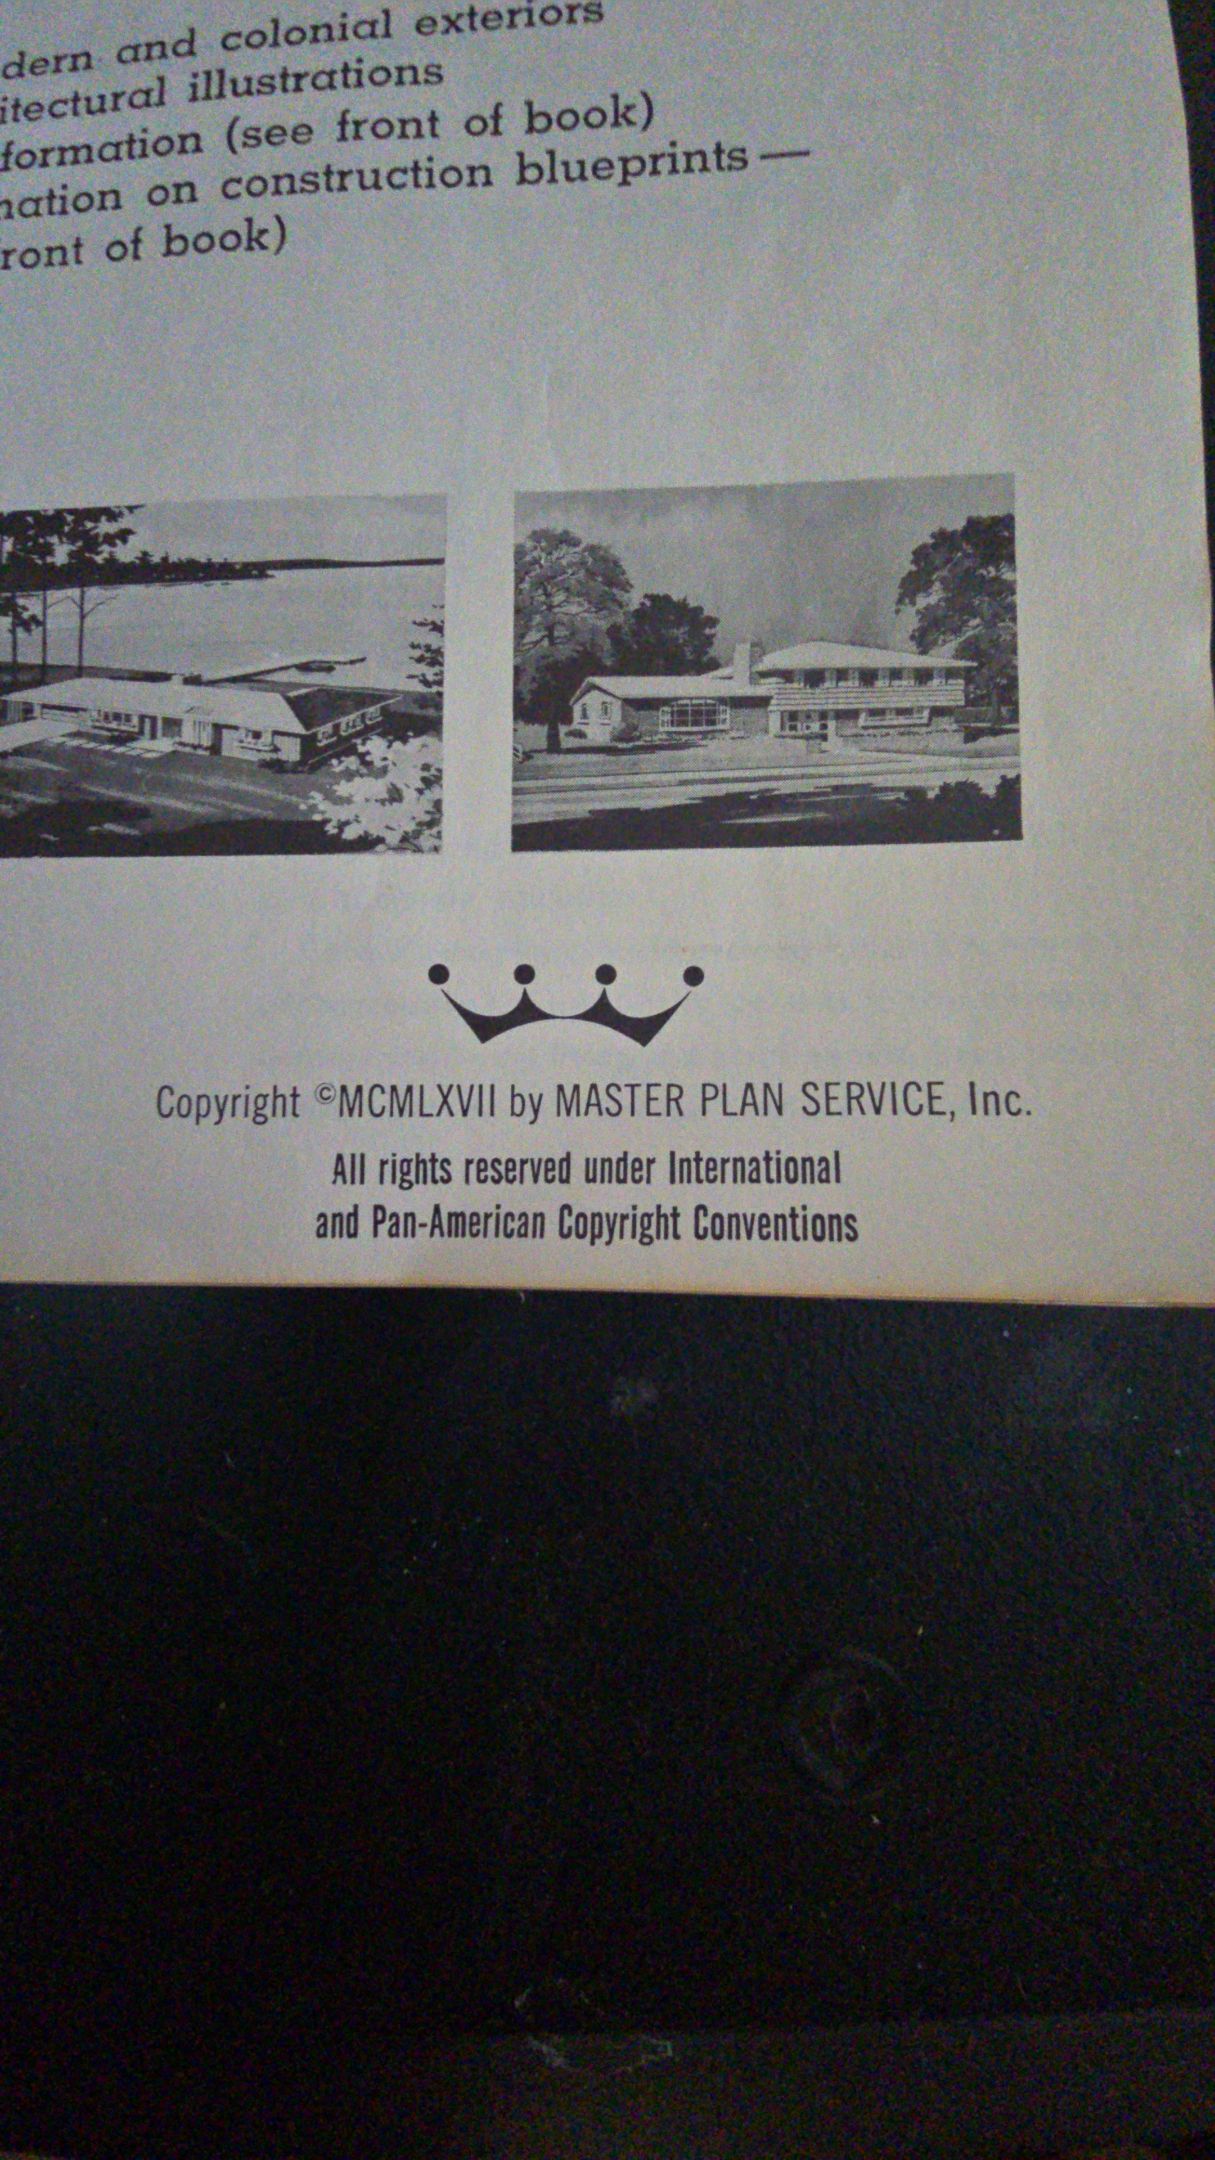 dern and colonial exteriors
itectural illustrations
formation (see front of book)
ation on construction blueprints —
ront of book)
Copyright ©MCMLXVII by MASTER PLAN SERVICE, Inc.
All rights reserved under International
and Pan-American Copyright Conventions